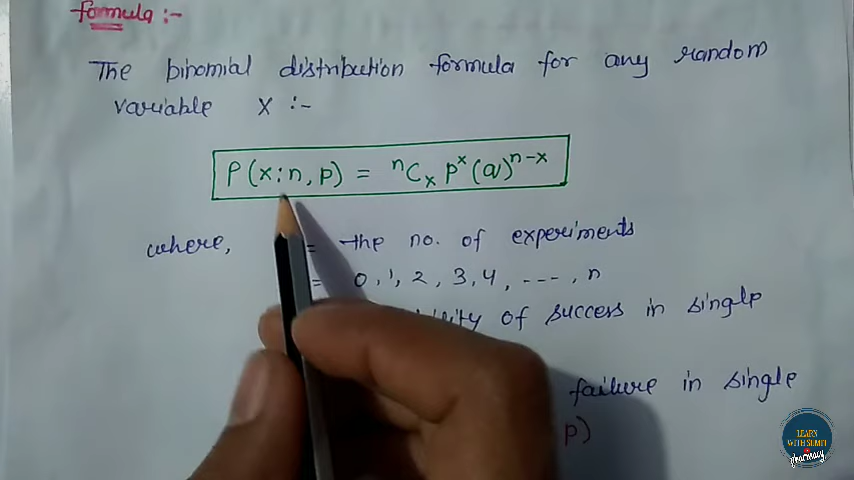 formula :-
The binomial distribution formula for any random
variable X :-
P(x:n, p) = ⁿCₓ pˣ (q)ⁿ⁻ˣ
where, = the no. of experiments
= 0, 1, 2, 3, 4, ----, n
of success in single
failure in single
p)
LEARN
WITH SUMIT
pharmacy